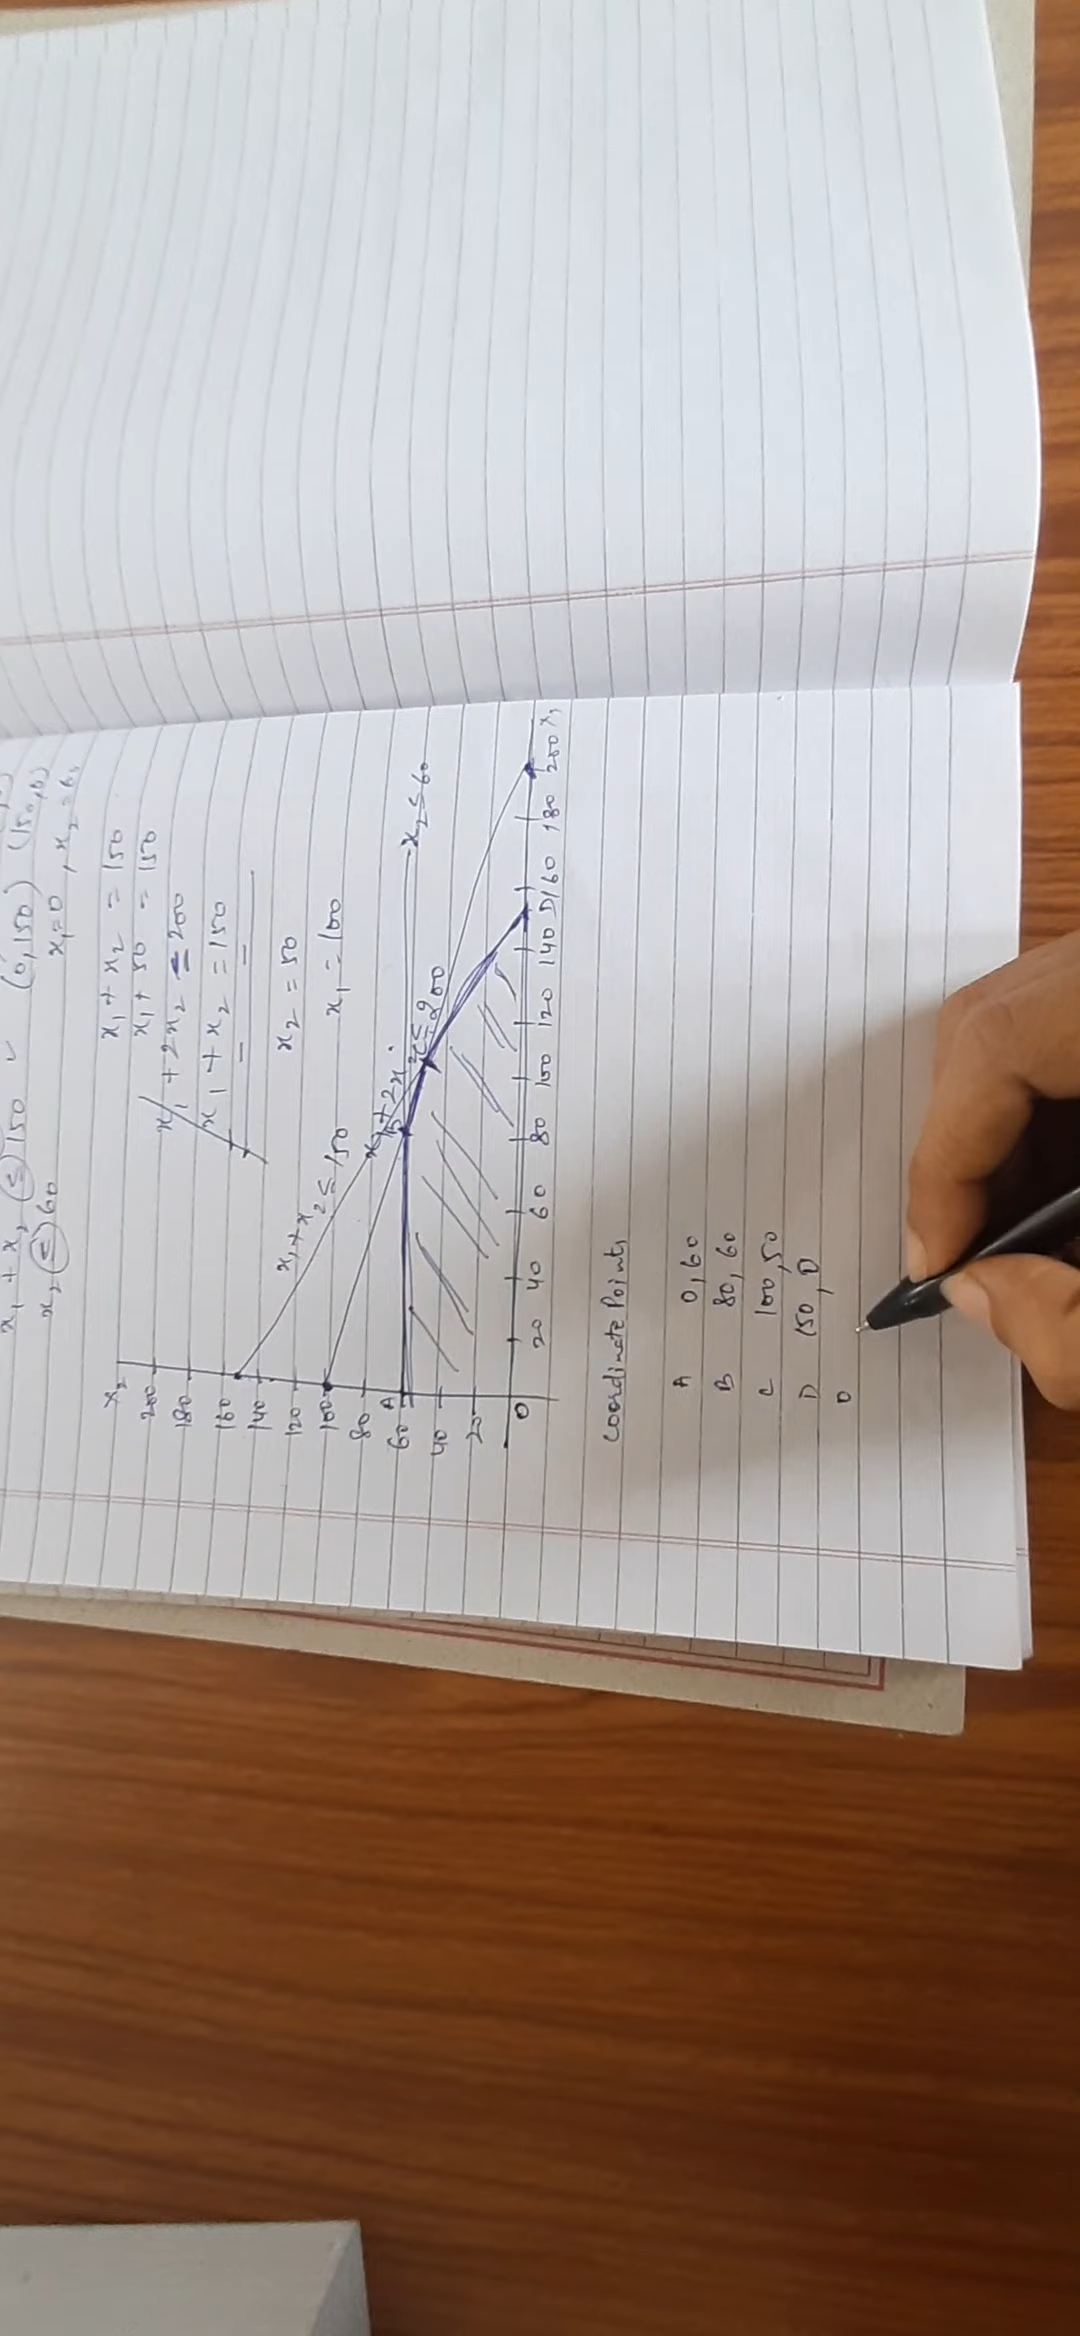 x₁ + x₂ ≤ 150 (0,150) (150,0)
x₂ ≤ 60 x₁=0, x₂=60
x₁ + x₂ = 150
x₁ + 50 = 150
x₁ + 2x₂ = 200
x₁ + x₂ = 150
- - -
x₂ = 50
x₁ = 100
X₂
200
180
160
140
120
100
80
60 A
40
20
0
x₁+x₂≤150
x₁+2x₂≤200
B
C
x₂≤60
20 40 60 80 100 120 140 D 160 180 200 X₁
Coordinate Points
A 0,60
B 80,60
C 100,50
D 150,0
0